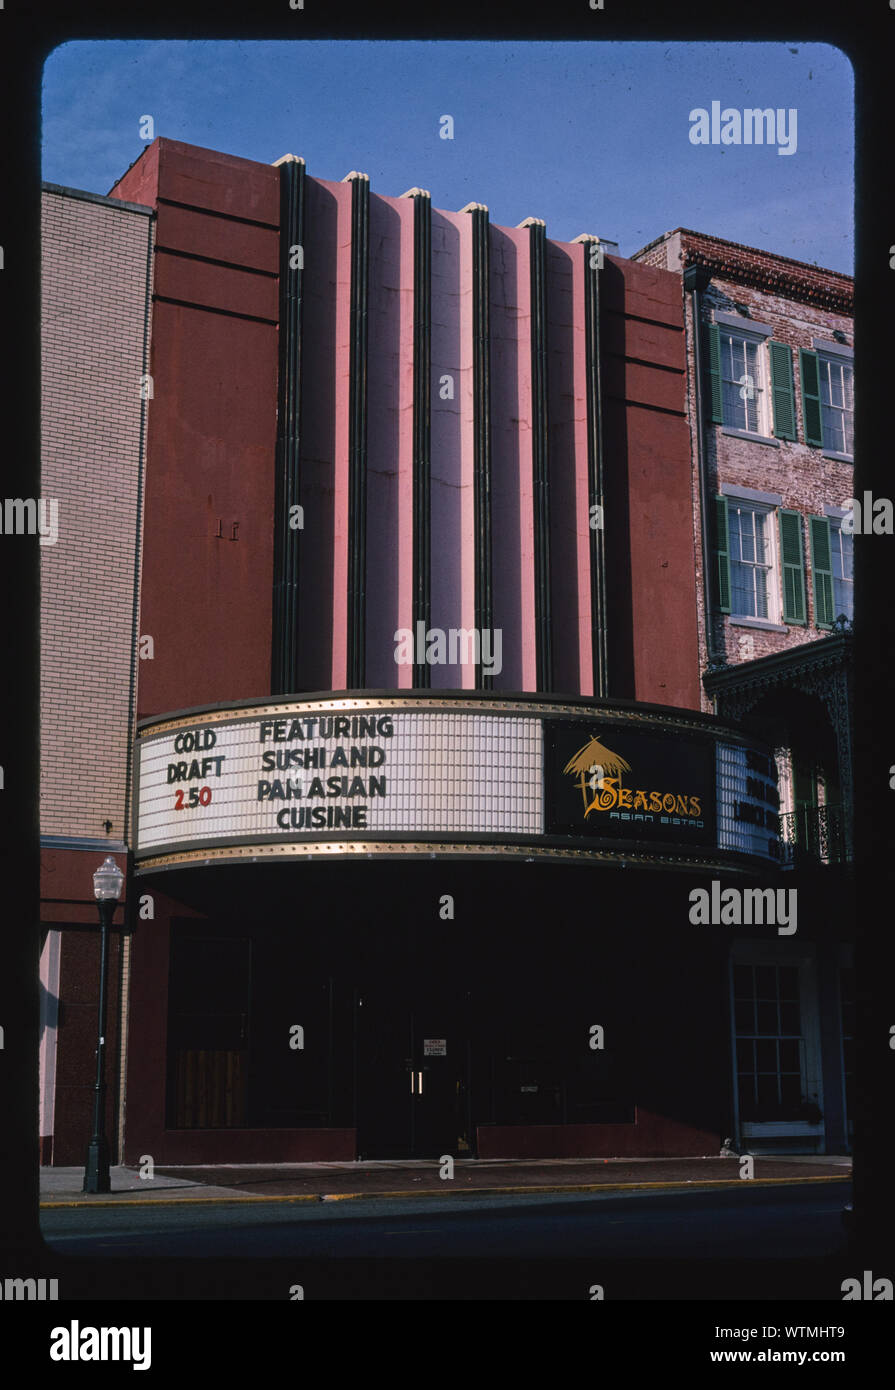 COLD
DRAFT
2.50
FEATURING
SUSHI AND
PAN ASIAN
CUISINE
SEASONS
ASIAN BISTRO
alamy
alamy
Image ID: WTMHT9
www.alamy.com